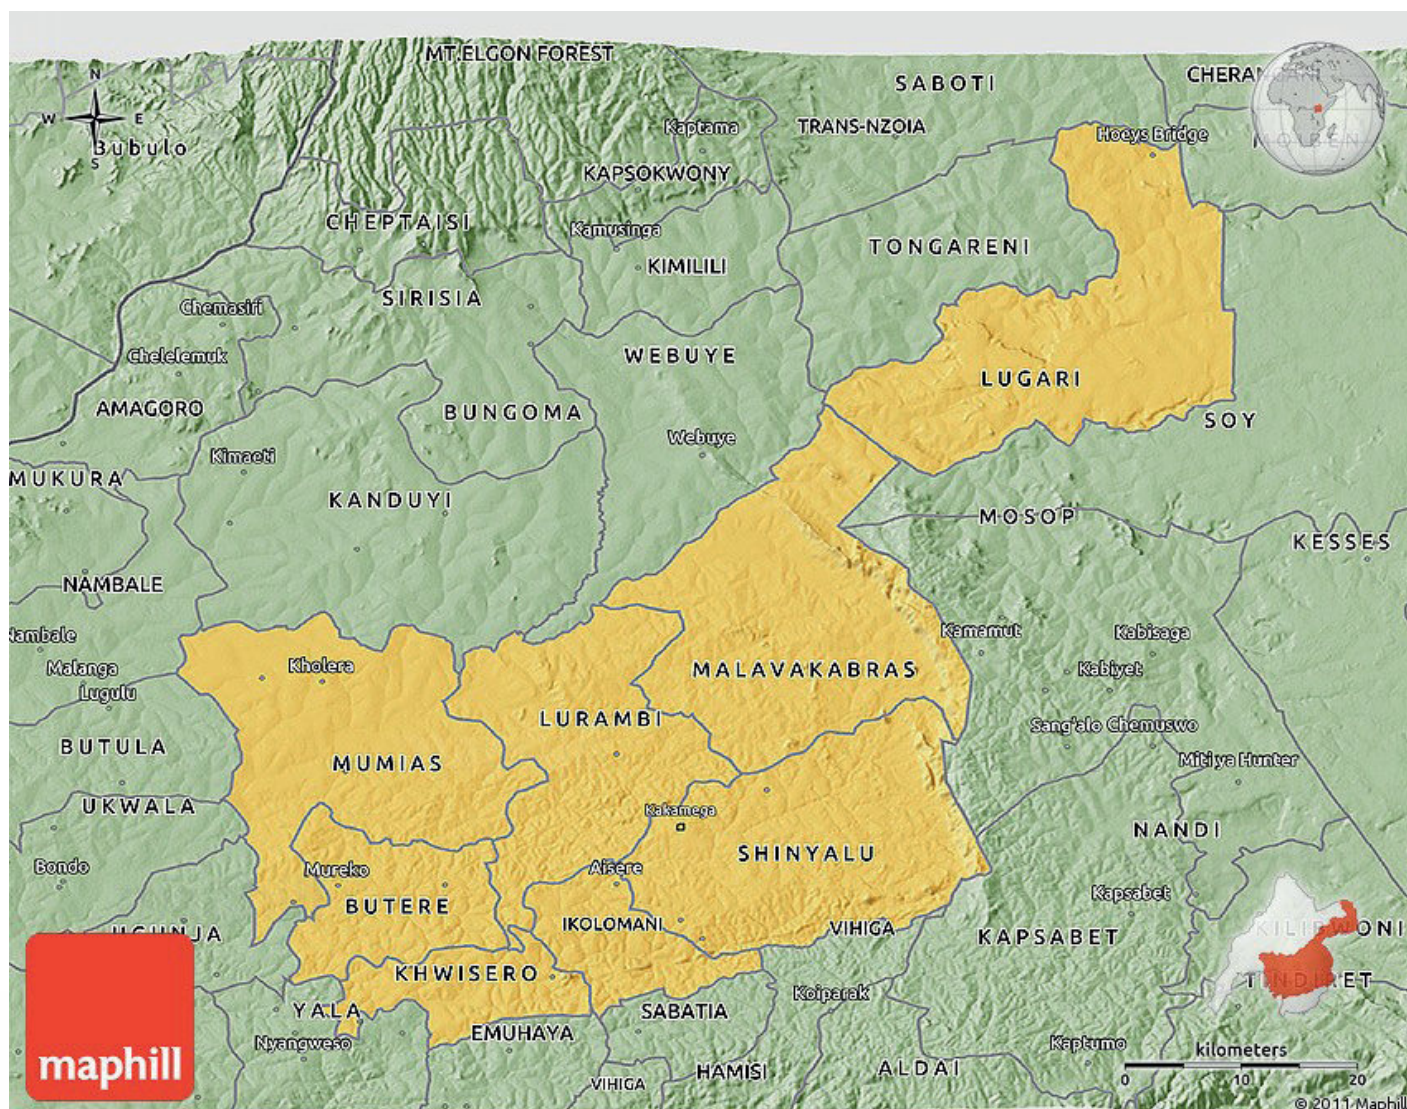 MT.ELGON FOREST
SABOTI
CHERANGANI
N
W
E
S
Bubulo
Kaptama
TRANS-NZOIA
Hoeys Bridge
MOIBEN
KAPSOKWONY
CHEPTAISI
Kamusinga
TONGARENI
KIMILILI
SIRISIA
Chemasiri
Chelelemuk
WEBUYE
LUGARI
AMAGORO
BUNGOMA
SOY
Webuye
Kimaeti
MUKURA
KANDUYI
MOSOP
KESSES
NAMBALE
Nambale
Kamamut
Kabisaga
Malanga
Kholera
MALAVAKABRAS
Kabiyet
Lugulu
LURAMBI
Sang'alo
Chemuswo
BUTULA
MUMIAS
Mitiya Hunter
UKWALA
Kakamega
NANDI
SHINYALU
Bondo
Mureko
Aisere
Kapsabet
BUTERE
IKOLOMANI
VIHIGA
UGUNJA
KAPSABET
KILIBWONI
KHWISERO
TINDIRET
Koiparak
YALA
SABATIA
EMUHAYA
Nyangweso
Kaptumo
kilometers
maphill
HAMISI
ALDAI
VIHIGA
0
10
20
© 2011 Maphill